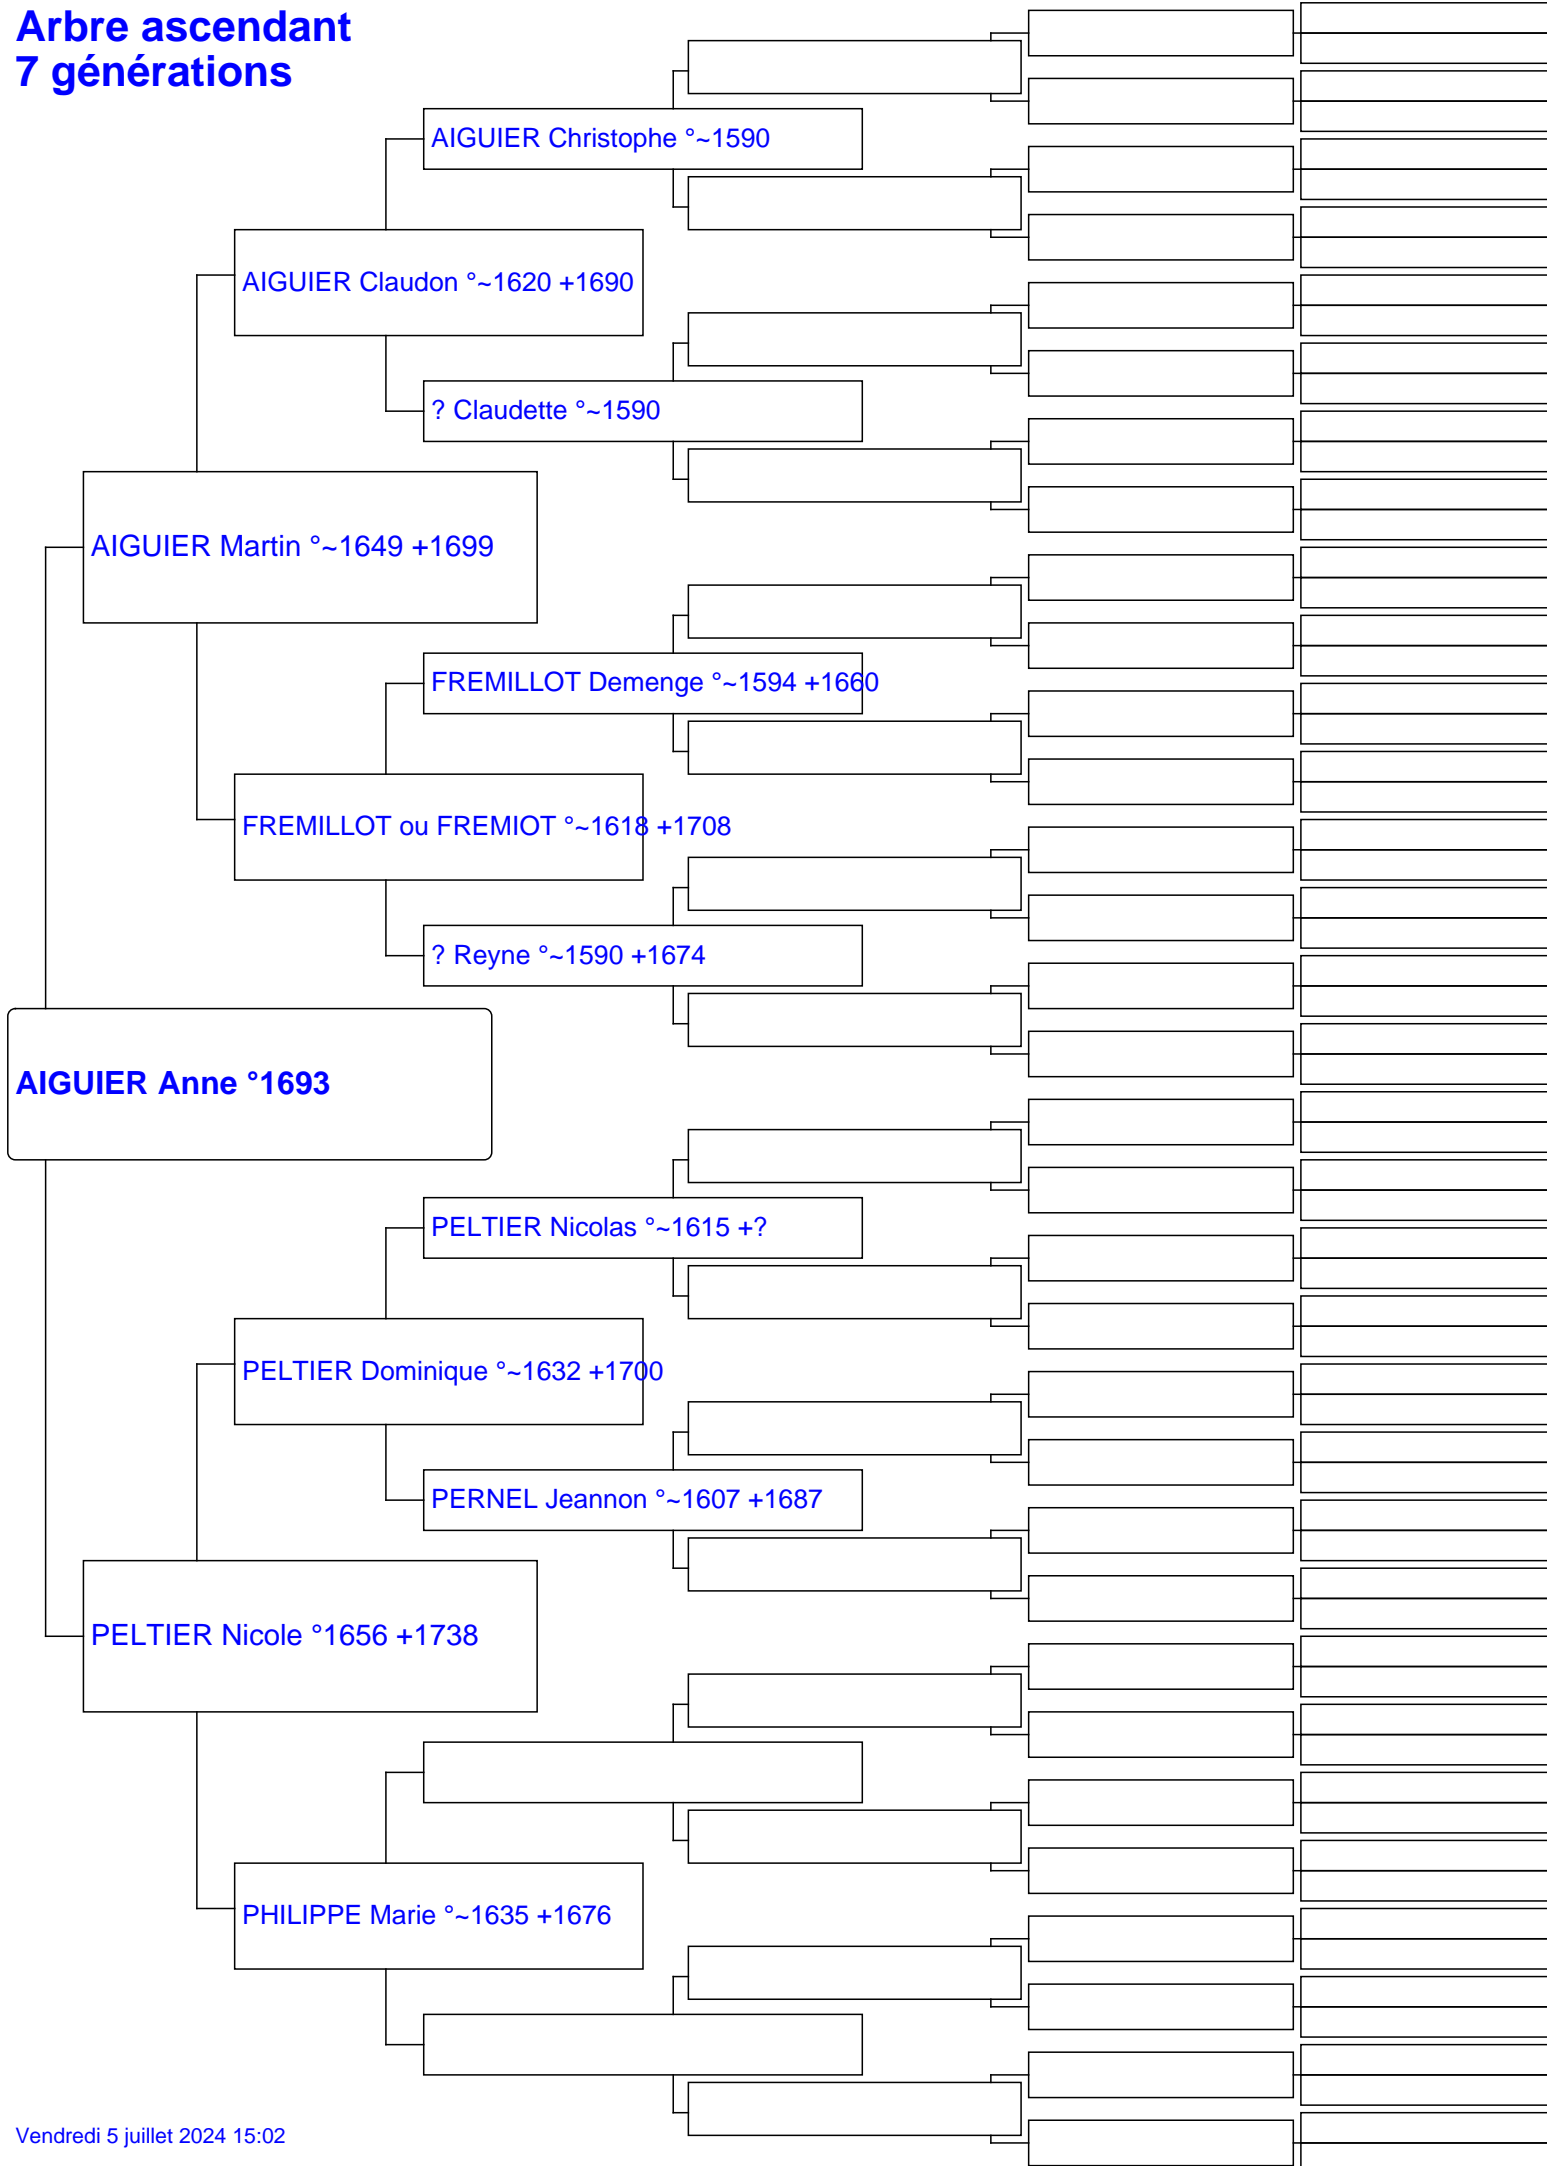 Arbre ascendant
7 générations
AIGUIER Christophe °~1590
AIGUIER Claudon °~1620 +1690
? Claudette °~1590
AIGUIER Martin °~1649 +1699
FREMILLOT Demenge °~1594 +1660
FREMILLOT ou FREMIOT °~1618 +1708
? Reyne °~1590 +1674
AIGUIER Anne °1693
PELTIER Nicolas °~1615 +?
PELTIER Dominique °~1632 +1700
PERNEL Jeannon °~1607 +1687
PELTIER Nicole °1656 +1738
PHILIPPE Marie °~1635 +1676
Vendredi 5 juillet 2024 15:02